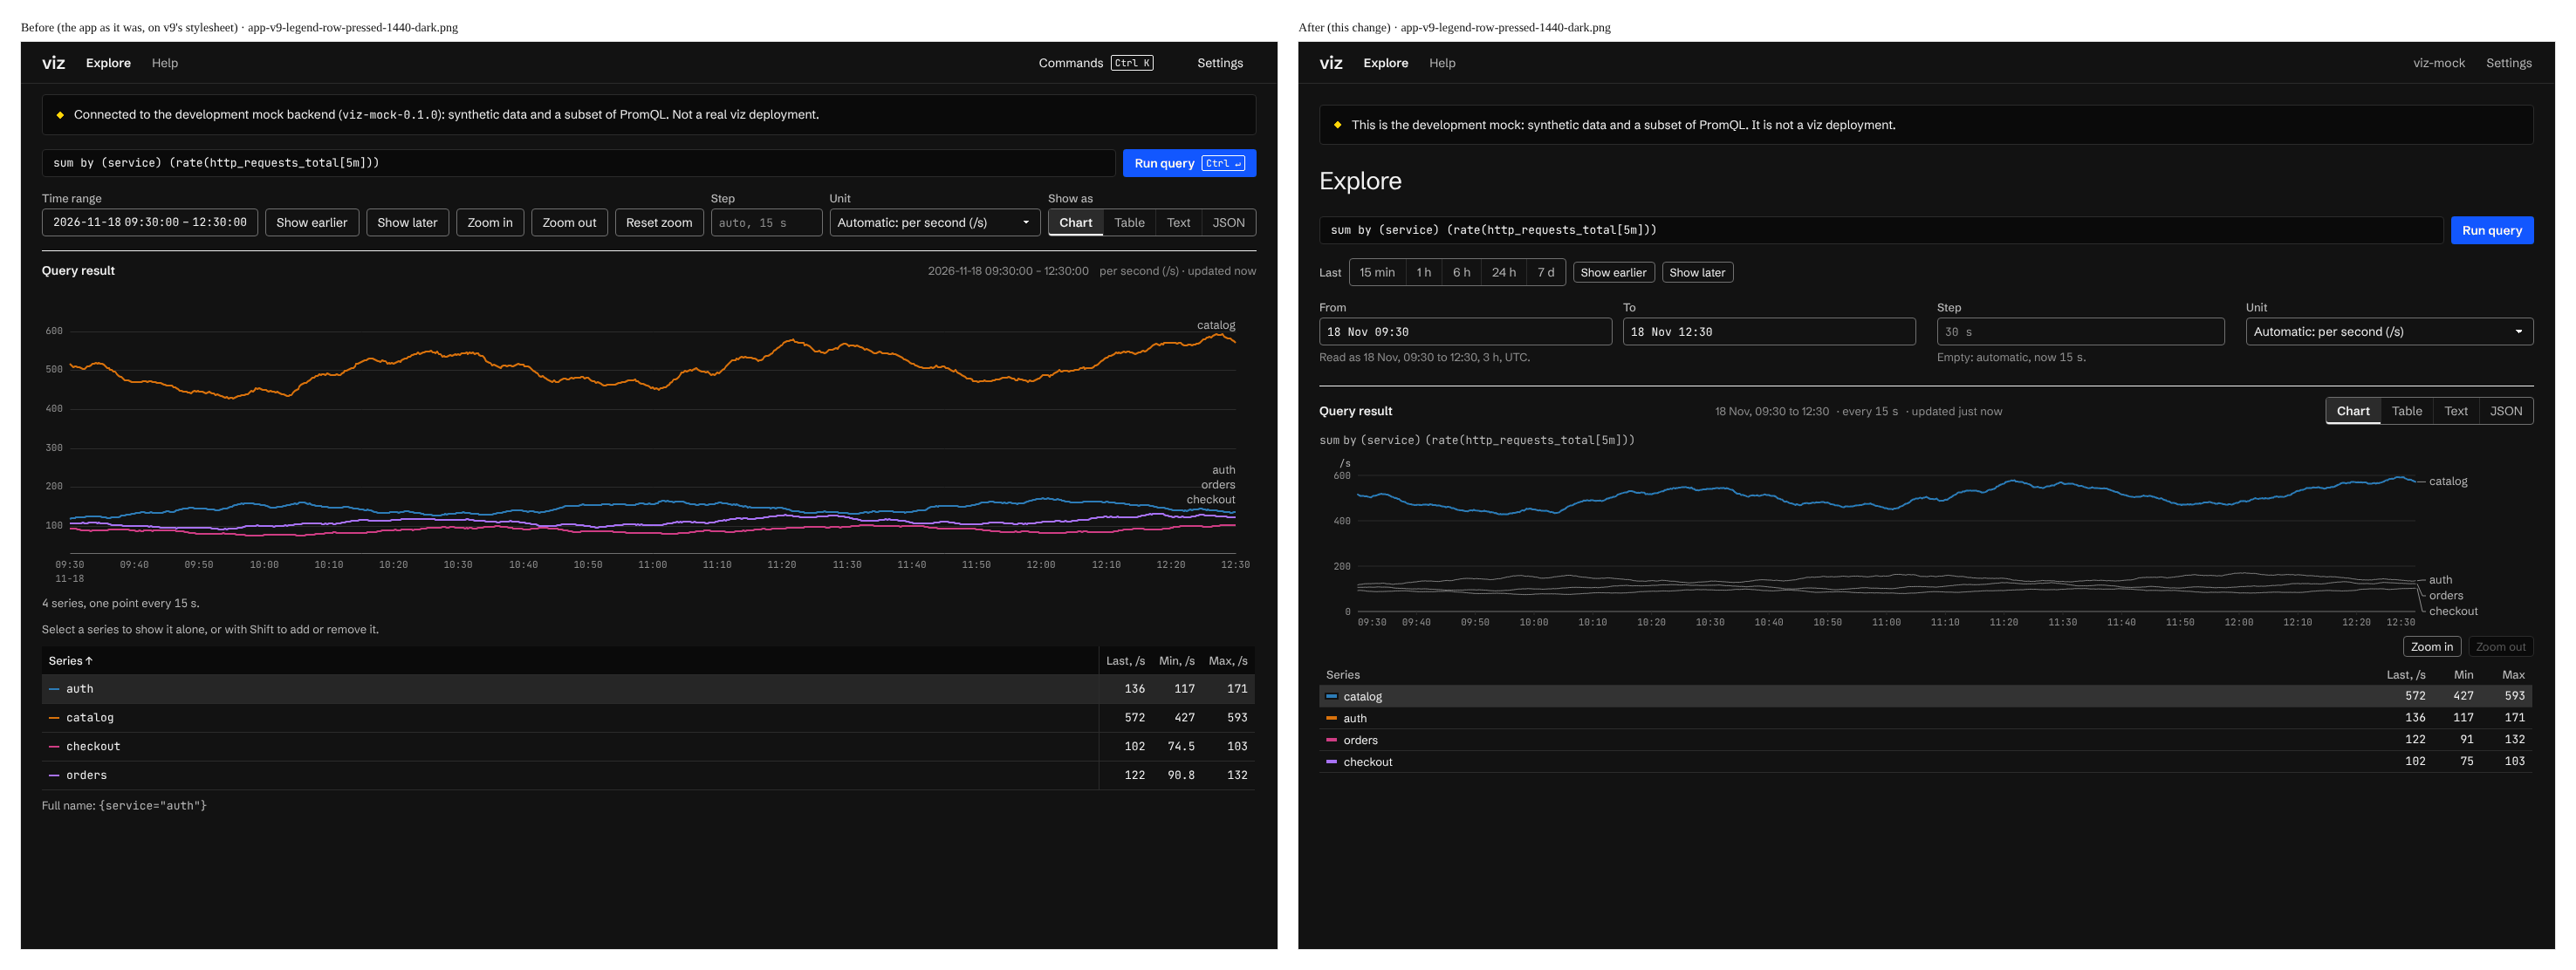 Before (the app as it was, on v9's stylesheet) · app-v9-legend-row-pressed-1440-dark.png
viz Explore Help Commands Ctrl K Settings
Connected to the development mock backend (viz-mock-0.1.0): synthetic data and a subset of PromQL. Not a real viz deployment.
sum by (service) (rate(http_requests_total[5m])) Run query Ctrl ↵
Time range Step Unit Show as
2026-11-18 09:30:00 – 12:30:00 Show earlier Show later Zoom in Zoom out Reset zoom auto, 15 s Automatic: per second (/s) Chart Table Text JSON
Query result 2026-11-18 09:30:00 – 12:30:00 per second (/s) · updated now
catalog
600
500
400
300
auth
200 orders
checkout
100
09:30 09:40 09:50 10:00 10:10 10:20 10:30 10:40 10:50 11:00 11:10 11:20 11:30 11:40 11:50 12:00 12:10 12:20 12:30
11-18
4 series, one point every 15 s.
Select a series to show it alone, or with Shift to add or remove it.
Series ↑ Last, /s Min, /s Max, /s
auth 136 117 171
catalog 572 427 593
checkout 102 74.5 103
orders 122 90.8 132
Full name: {service="auth"}
After (this change) · app-v9-legend-row-pressed-1440-dark.png
viz Explore Help viz-mock Settings
This is the development mock: synthetic data and a subset of PromQL. It is not a viz deployment.
Explore
sum by (service) (rate(http_requests_total[5m])) Run query
Last 15 min 1 h 6 h 24 h 7 d Show earlier Show later
From To Step Unit
18 Nov 09:30 18 Nov 12:30 30 s Automatic: per second (/s)
Read as 18 Nov, 09:30 to 12:30, 3 h, UTC. Empty: automatic, now 15 s.
Query result 18 Nov, 09:30 to 12:30 · every 15 s · updated just now Chart Table Text JSON
sum by (service) (rate(http_requests_total[5m]))
/s
600
catalog
400
200
auth
orders
0 checkout
09:30 09:40 09:50 10:00 10:10 10:20 10:30 10:40 10:50 11:00 11:10 11:20 11:30 11:40 11:50 12:00 12:10 12:20 12:30
Zoom in Zoom out
Series Last, /s Min Max
catalog 572 427 593
auth 136 117 171
orders 122 91 132
checkout 102 75 103